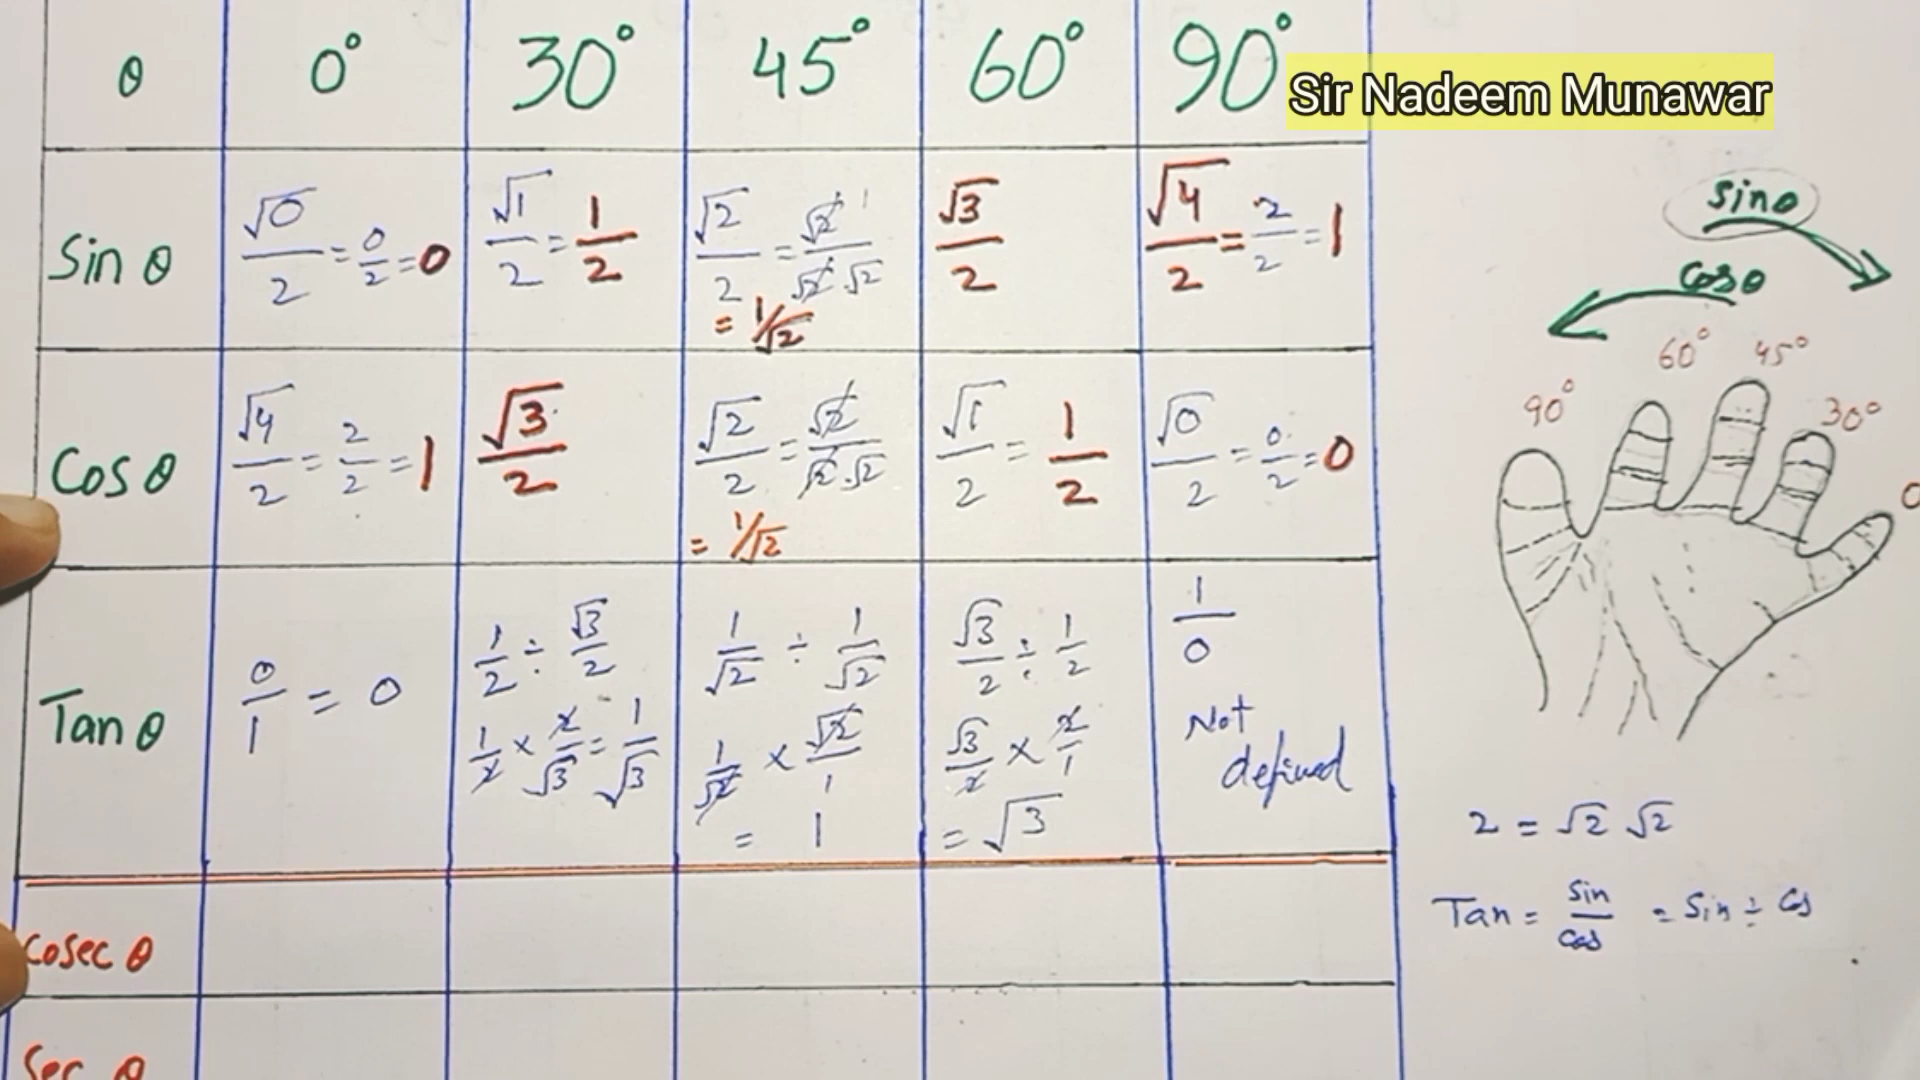 θ 0° 30° 45° 60° 90°
Sir Nadeem Munawar
Sin θ √0/2 = 0/2 = 0 √1/2 = 1/2 √2/2 = √2 1/√2 √2 √3/2 √4/2 = 2/2 = 1
= 1/√2
Cos θ √4/2 = 2/2 = 1 √3/2 √2/2 = √2/√2 . √2 √1/2 = 1/2 √0/2 = 0/2 = 0
= 1/√2
Tan θ 0/1 = 0 1/2 ÷ √3/2 1/√2 ÷ 1/√2 √3/2 ÷ 1/2 1/0
1/2 × 2/√3 = 1/√3 1/√2 × √2/1 √3/2 × 2/1 Not
defined
= 1 = √3
Cosec θ
Sec θ
Sin θ
Cos θ
60° 45°
90° 30°
2 = √2 √2
Tan = Sin/Cos = Sin ÷ Cos